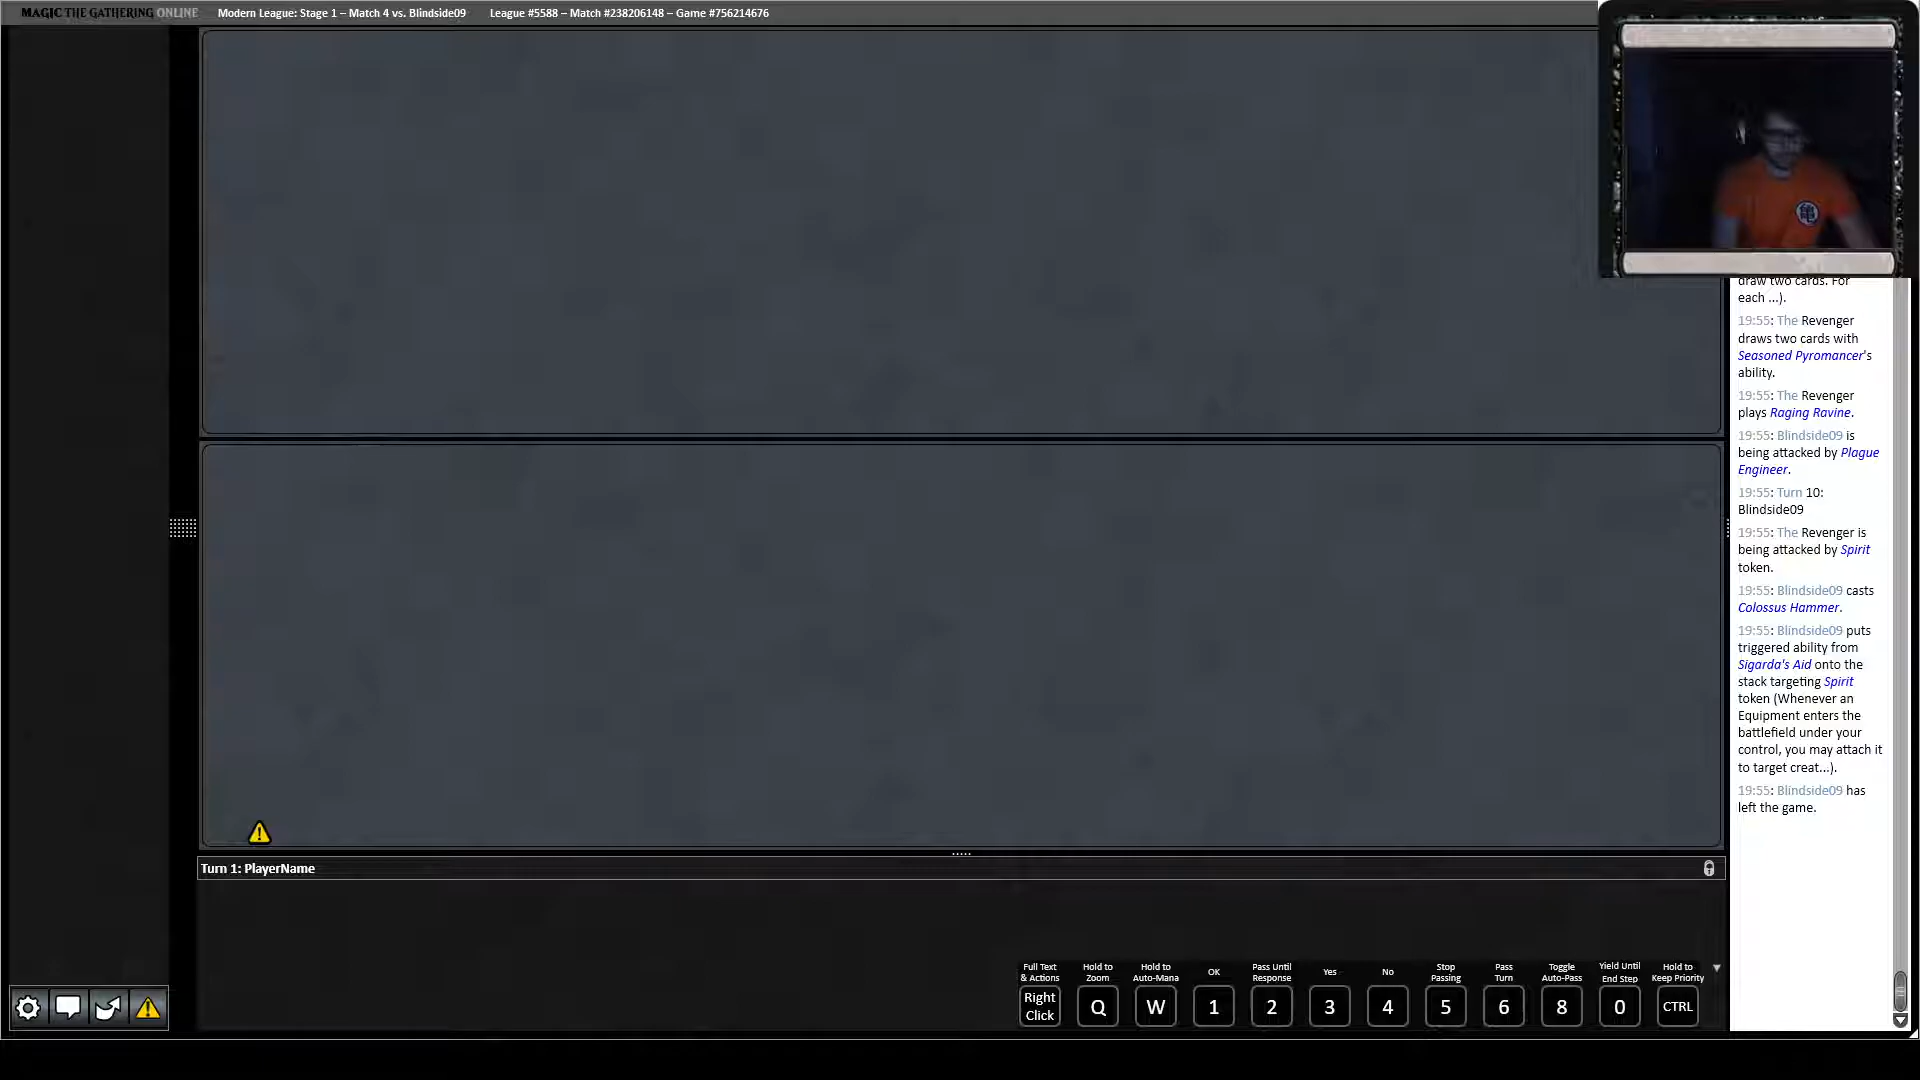 MAGIC THE GATHERING ONLINE
Modern League: Stage 1 – Match 4 vs. Blindside09
League #5588 – Match #238206148 – Game #756214676
draw two cards. For
each ...).
19:55: The Revenger
draws two cards with
Seasoned Pyromancer's
ability.
19:55: The Revenger
plays Raging Ravine.
19:55: Blindside09 is
being attacked by Plague
Engineer.
19:55: Turn 10:
Blindside09
19:55: The Revenger is
being attacked by Spirit
token.
19:55: Blindside09 casts
Colossus Hammer.
19:55: Blindside09 puts
triggered ability from
Sigarda's Aid onto the
stack targeting Spirit
token (Whenever an
Equipment enters the
battlefield under your
control, you may attach it
to target creat...).
19:55: Blindside09 has
left the game.
Turn 1: PlayerName
Full Text
& Actions
Right
Click
Hold to
Zoom
Q
Hold to
Auto-Mana
W
OK
1
Pass Until
Response
2
Yes
3
No
4
Stop
Passing
5
Pass
Turn
6
Toggle
Auto-Pass
8
Yield Until
End Step
0
Hold to
Keep Priority
CTRL